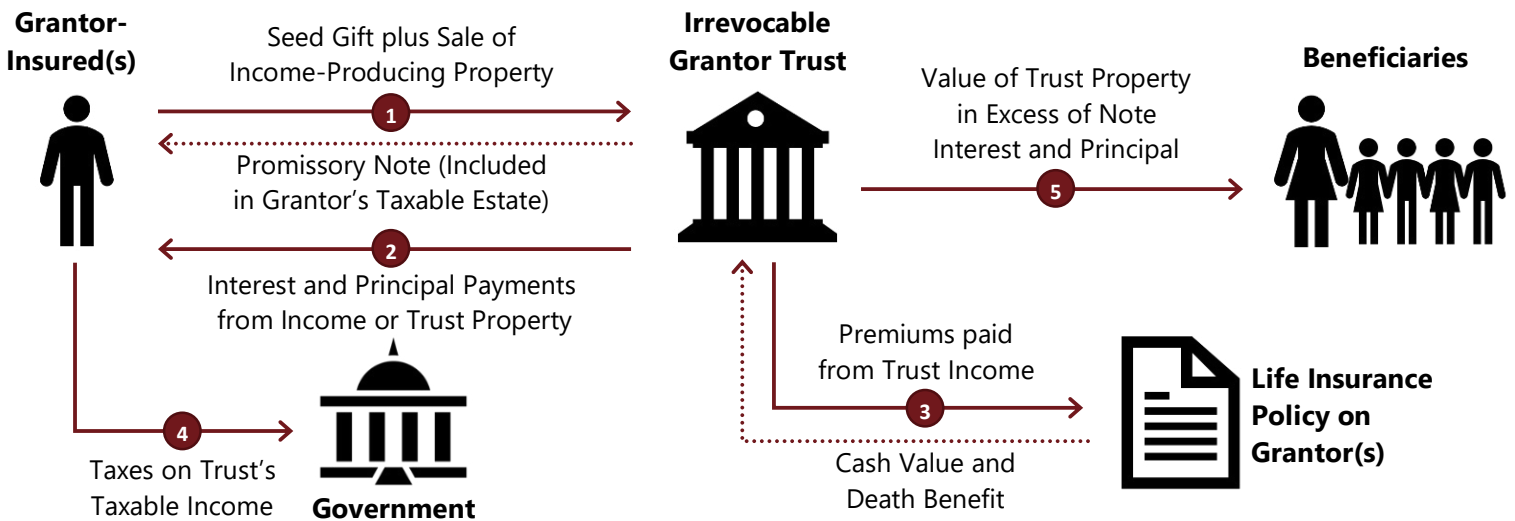 Grantor-
Insured(s)
Seed Gift plus Sale of
Income-Producing Property
1
Promissory Note (Included
in Grantor's Taxable Estate)
2
Interest and Principal Payments
from Income or Trust Property
Irrevocable
Grantor Trust
Value of Trust Property
in Excess of Note
Interest and Principal
5
Beneficiaries
Premiums paid
from Trust Income
3
Cash Value and
Death Benefit
Life Insurance
Policy on
Grantor(s)
4
Taxes on Trust's
Taxable Income
Government